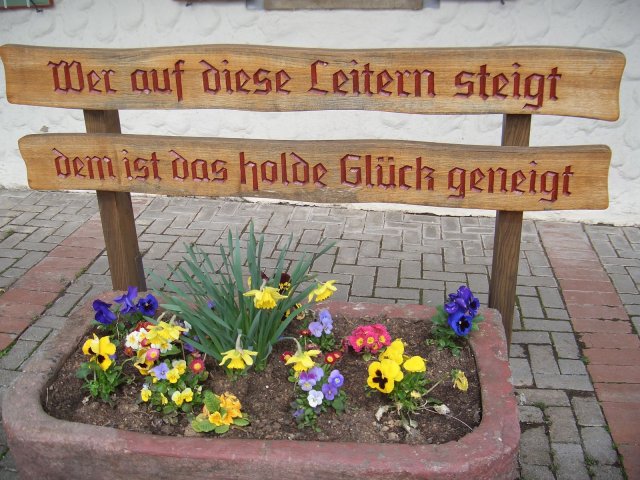 Wer auf diese Leitern steigt
dem ist das holde Glück geneigt